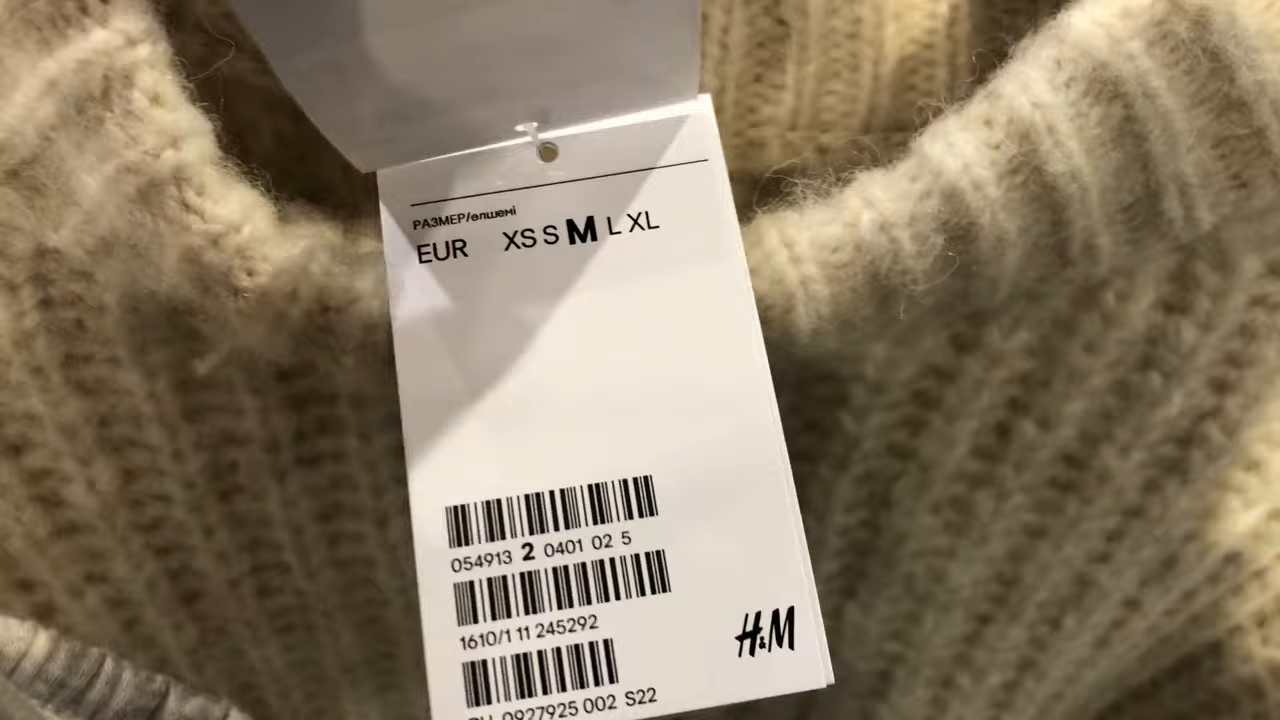 РАЗМЕР/өлшемі
EUR XS S M L XL
054913 2 0401 02 5
1610/1 11 245292
0927925 002 S22
H&M